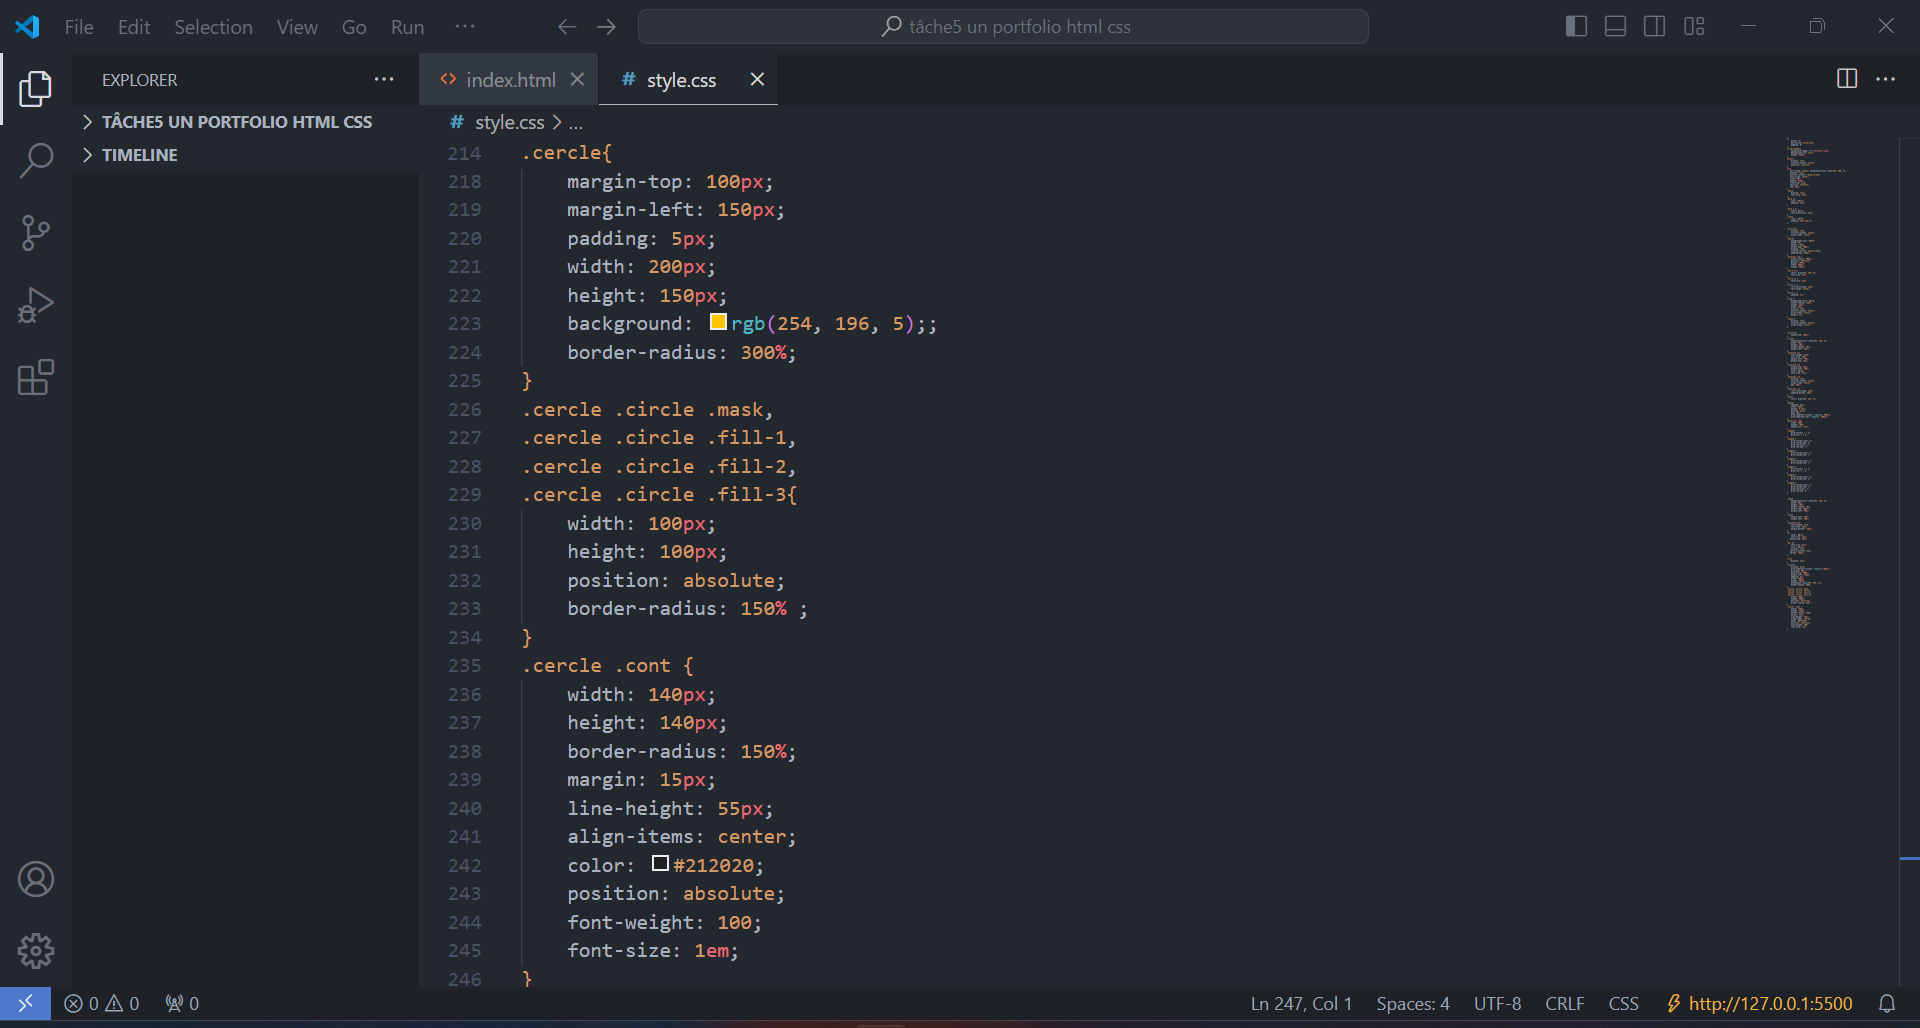 File Edit Selection View Go Run ···
tâche5 un portfolio html css
EXPLORER ···
index.html
# style.css
TÂCHE5 UN PORTFOLIO HTML CSS
TIMELINE
# style.css > ...
214 .cercle{
218 margin-top: 100px;
219 margin-left: 150px;
220 padding: 5px;
221 width: 200px;
222 height: 150px;
223 background: rgb(254, 196, 5);;
224 border-radius: 300%;
225 }
226 .cercle .circle .mask,
227 .cercle .circle .fill-1,
228 .cercle .circle .fill-2,
229 .cercle .circle .fill-3{
230 width: 100px;
231 height: 100px;
232 position: absolute;
233 border-radius: 150% ;
234 }
235 .cercle .cont {
236 width: 140px;
237 height: 140px;
238 border-radius: 150%;
239 margin: 15px;
240 line-height: 55px;
241 align-items: center;
242 color: #212020;
243 position: absolute;
244 font-weight: 100;
245 font-size: 1em;
246 }
0 0 0
Ln 247, Col 1 Spaces: 4 UTF-8 CRLF CSS http://127.0.0.1:5500